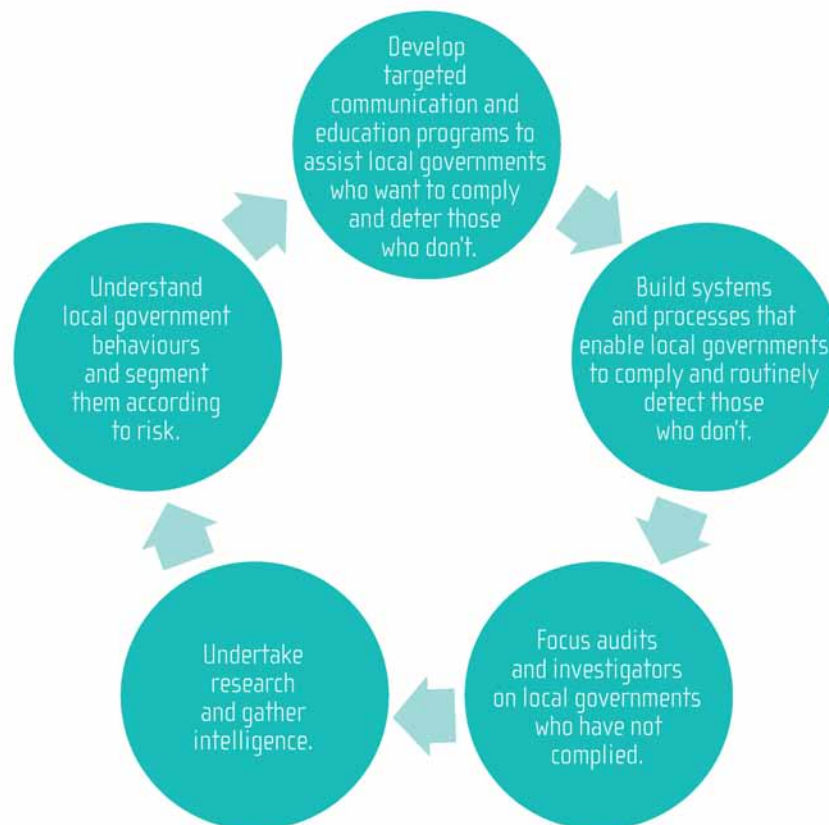 Develop
targeted
communication and
education programs to
assist local governments
who want to comply
and deter those
who don't.
Build systems
and processes that
enable local governments
to comply and routinely
detect those
who don't.
Focus audits
and investigators
on local governments
who have not
complied.
Undertake
research
and gather
intelligence.
Understand
local government
behaviours
and segment
them according
to risk.